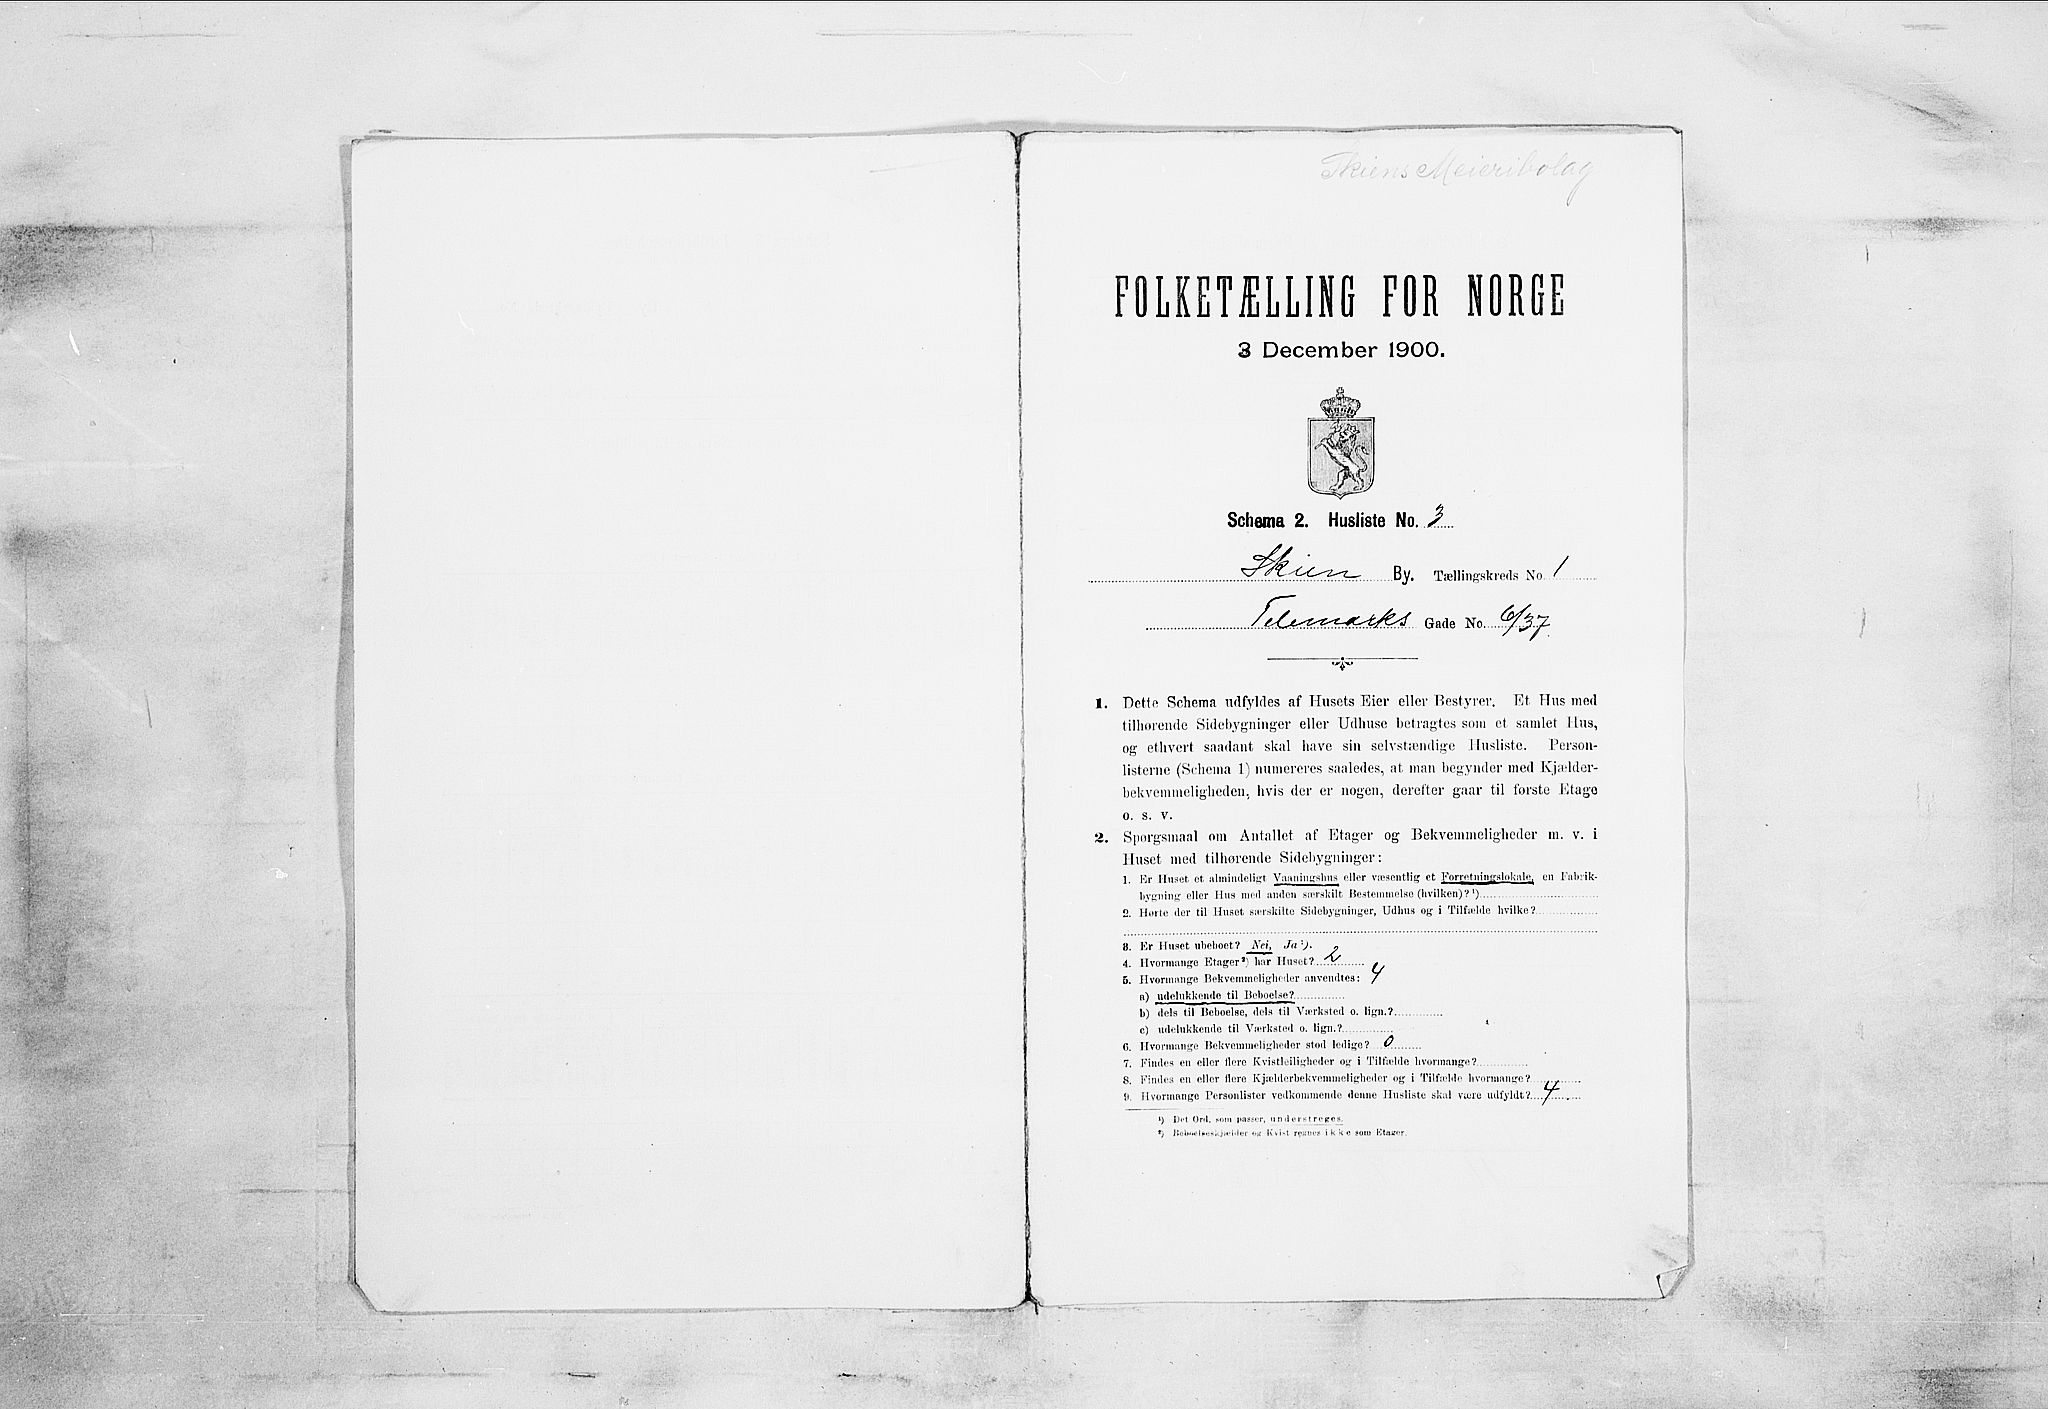 Skiens Meieribolag
FOLKETÆLLING FOR NORGE
3 December 1900.
Schema 2. Husliste No. 3
Skien By. Tællingskreds No. 1
Telemarks Gade No. 6/37
1. Dette Schema udfyldes af Husets Eier eller Bestyrer. Et Hus med
tilhørende Sidebygninger eller Udhuse betragtes som et samlet Hus,
og ethvert saadant skal have sin selvstændige Husliste. Person-
listerne (Schema 1) numereres saaledes, at man begynder med Kjælder-
bekvemmeligheden, hvis der er nogen, derefter gaar til første Etage
o. s. v.
2. Spørgsmaal om Antallet af Etager og Bekvemmeligheder m. v. i
Huset med tilhørende Sidebygninger:
1. Er Huset et almindeligt Vaaningshus eller væsentlig et Forretningslokale, en Fabrik-
bygning eller Hus med anden særskilt Bestemmelse (hvilken)? ¹)
2. Hørte der til Huset særskilte Sidebygninger, Udhus og i Tilfælde hvilke?
3. Er Huset ubeboet? Nei, Ja ¹).
4. Hvormange Etager ²) har Huset? 2
5. Hvormange Bekvemmeligheder anvendtes: 4
a) udelukkende til Beboelse?
b) dels til Beboelse, dels til Værksted o. lign.?
c) udelukkende til Værksted o. lign.?
6. Hvormange Bekvemmeligheder stod ledige? 0
7. Findes en eller flere Kvistleiligheder og i Tilfælde hvormange?
8. Findes en eller flere Kjælderbekvemmeligheder og i Tilfælde hvormange?
9. Hvormange Personlister vedkommende denne Husliste skal være udfyldt? 4
¹) Det Ord, som passer, understreges.
²) Beboelseskjælder og Kvist regnes ikke som Etager.